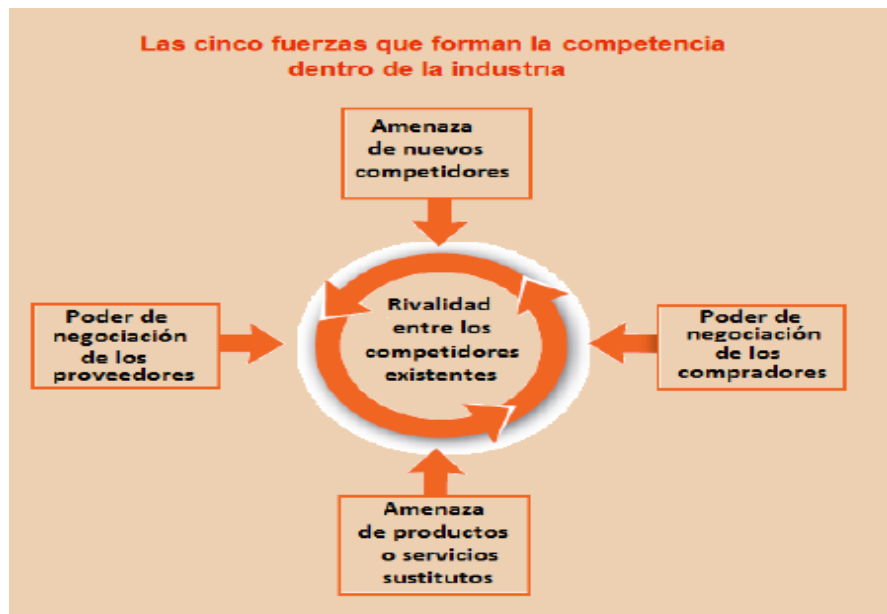 Las cinco fuerzas que forman la competencia
dentro de la industria
Amenaza
de nuevos
competidores
Poder de
negociación
de los
proveedores
Rivalidad
entre los
competidores
existentes
Poder de
negociación
de los
compradores
Amenaza
de productos
o servicios
sustitutos